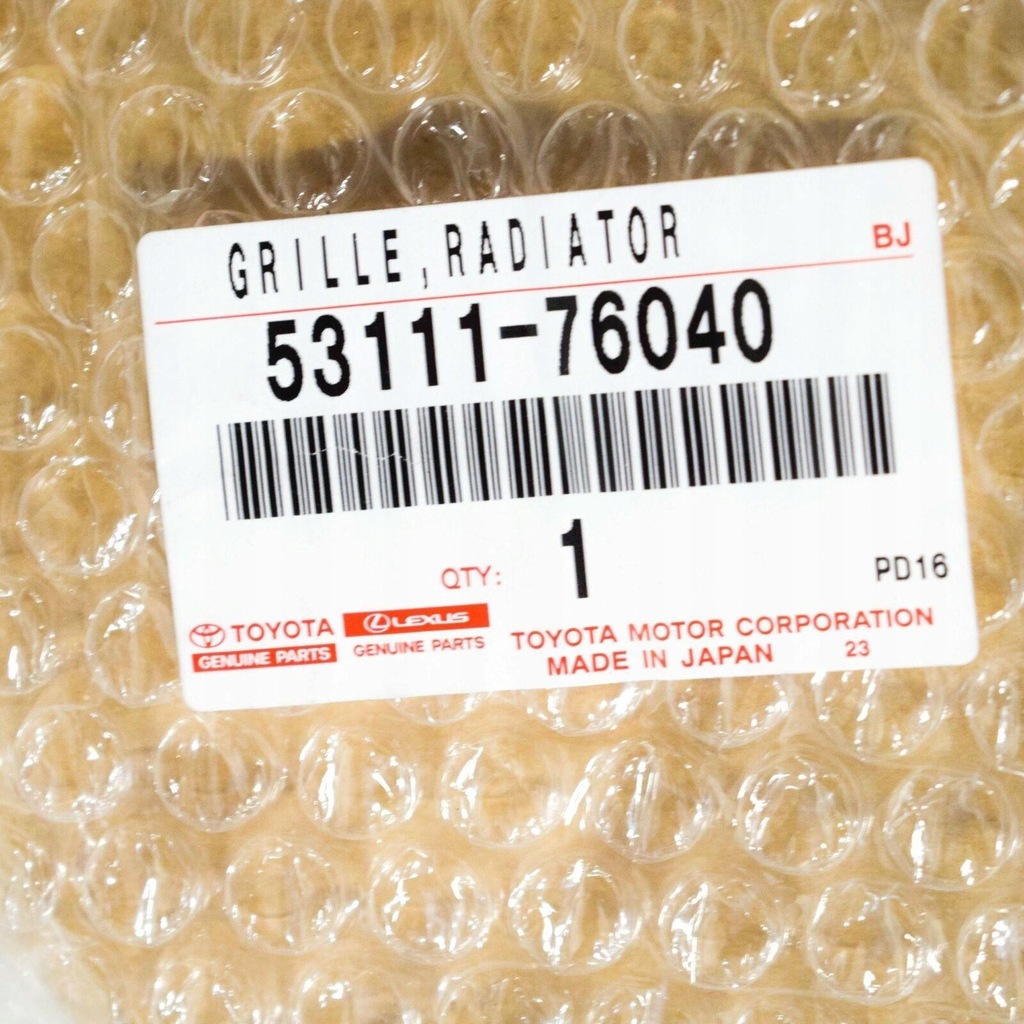 GRILLE,RADIATOR BJ
53111-76040
QTY: 1 PD16
TOYOTA
GENUINE PARTS
LEXUS
GENUINE PARTS
TOYOTA MOTOR CORPORATION
MADE IN JAPAN 23